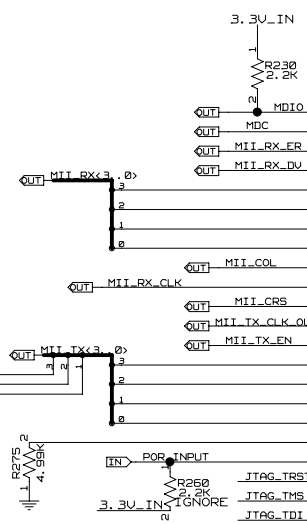 3.3V_IN
1
R230
2.2K
2
OUT MDIO
OUT MDC
OUT MII_RX_ER
OUT MII_RX_DV
OUT MII_RX<3..0>
3
2
1
0
OUT MII_COL
OUT MII_RX_CLK
OUT MII_CRS
OUT MII_TX_CLK_OU
OUT MII_TX_EN
OUT MII_TX<3..0>
3 2 1
3
2
1
0
2
R275
4.99K
1
IN POR_INPUT
1
R260
2.2K
IGNORE
3.3V_IN
2
JTAG_TRST
JTAG_TMS
JTAG_TDI